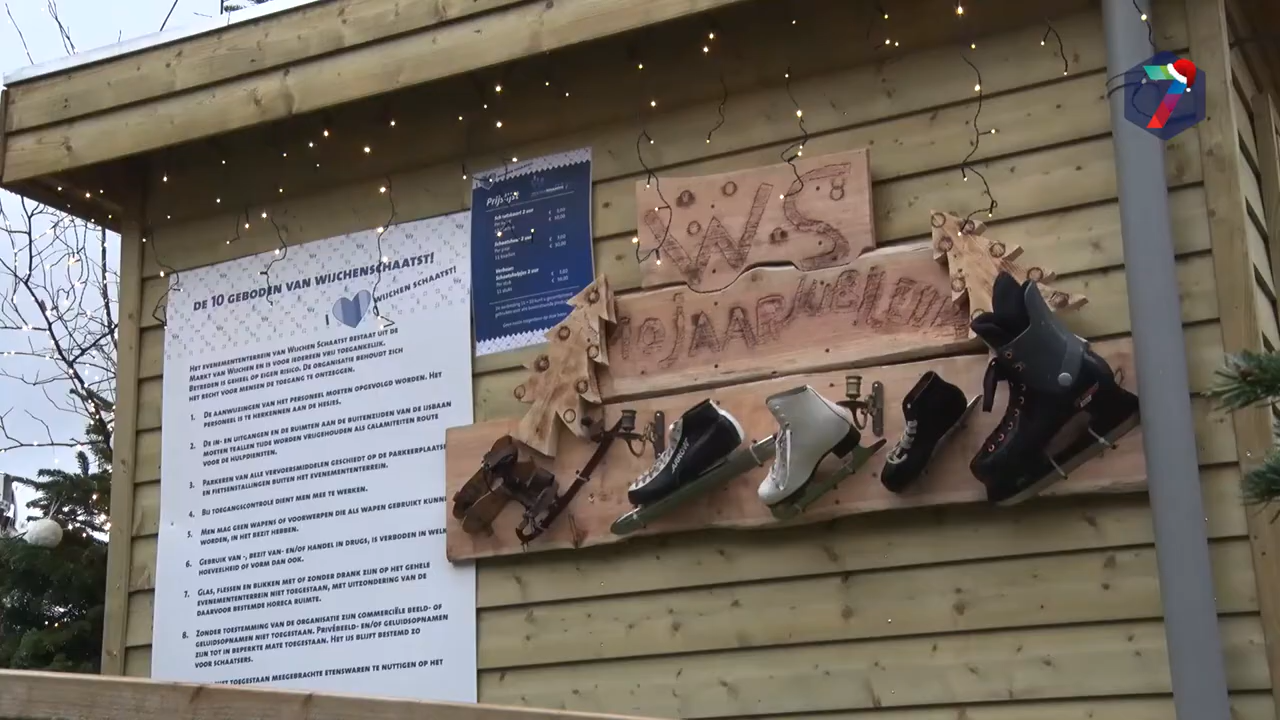 De 10 geboden van Wijchenschaatst!
I Wijchen Schaatst!
Het evenemententerrein van Wijchen Schaatst bestaat uit de
Markt van Wijchen en is voor iedereen vrij toegankelijk.
Betreden is geheel op eigen risico. De organisatie behoudt zich
het recht voor mensen de toegang te ontzeggen.
1. De aanwijzingen van het personeel moeten opgevolgd worden. Het
personeel is te herkennen aan de hesjes.
2. De in- en uitgangen en de ruimten aan de buitenzijden van de ijsbaan
moeten teallen tijde worden vrijgehouden als calamiteiten route
voor de hulpdiensten.
3. Parkeren van alle vervoersmiddelen geschiedt op de parkeerplaats
en fietsenstallingen buiten het evenemententerrein.
4. Bij toegangscontrole dient men mee te werken.
5. Men mag geen wapens of voorwerpen die als wapen gebruikt kunn
worden, in het bezit hebben.
6. Gebruik van -, bezit van- en/of handel in drugs, is verboden in welk
hoeveelheid of vorm dan ook.
7. Glas, flessen en blikken met of zonder drank zijn op het gehele
evenemententerrein niet toegestaan, met uitzondering van de
daarvoor bestemde horeca ruimte.
8. Zonder toestemming van de organisatie zijn commerciële beeld- of
geluidsopnamen niet toegestaan. Privébeeld- en/of geluidsopnamen
zijn tot in beperkte mate toegestaan. Het ijs blijft bestemd zo
voor schaatsers.
niet toegestaan meegebrachte etenswaren te nuttigen op het
Prijslijst
WS
10 JAAR JUBILEUM
7